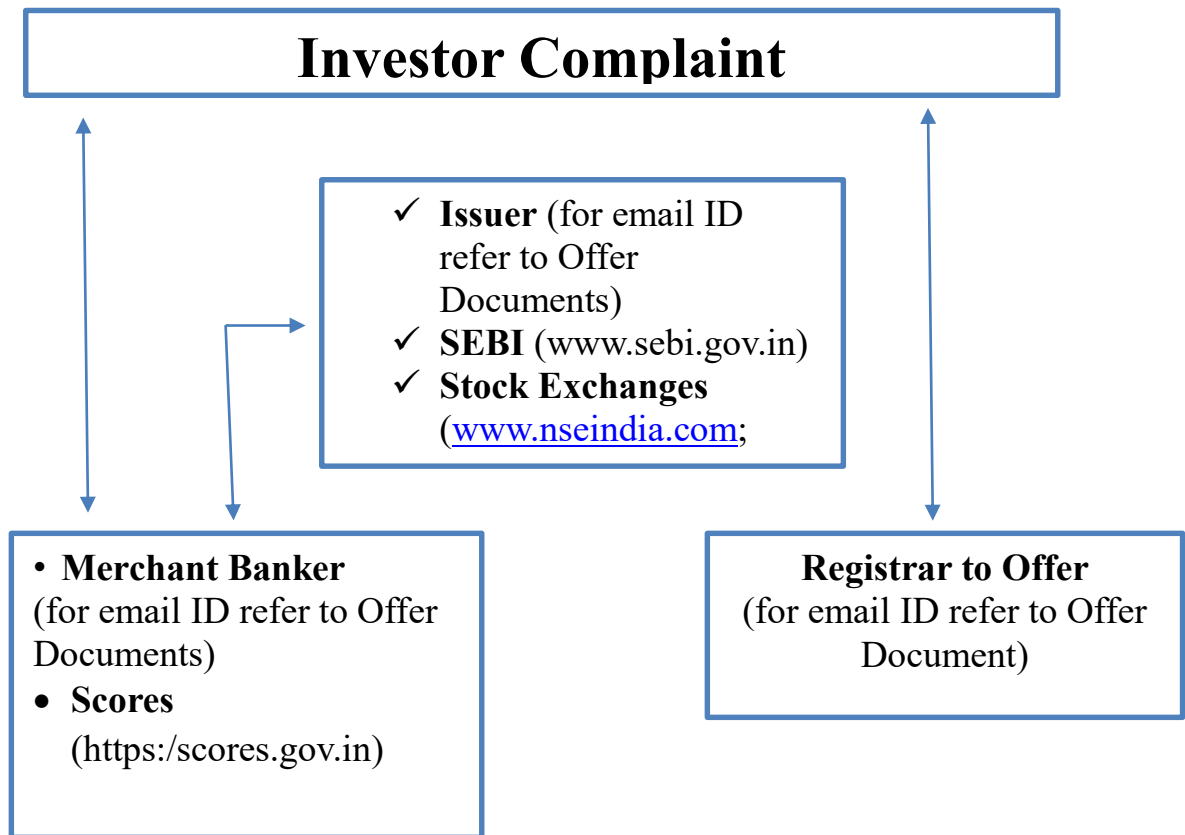 Investor Complaint
✓ Issuer (for email ID
refer to Offer
Documents)
✓ SEBI (www.sebi.gov.in)
✓ Stock Exchanges
(www.nseindia.com;
• Merchant Banker
(for email ID refer to Offer
Documents)
• Scores
(https:/scores.gov.in)
Registrar to Offer
(for email ID refer to Offer
Document)